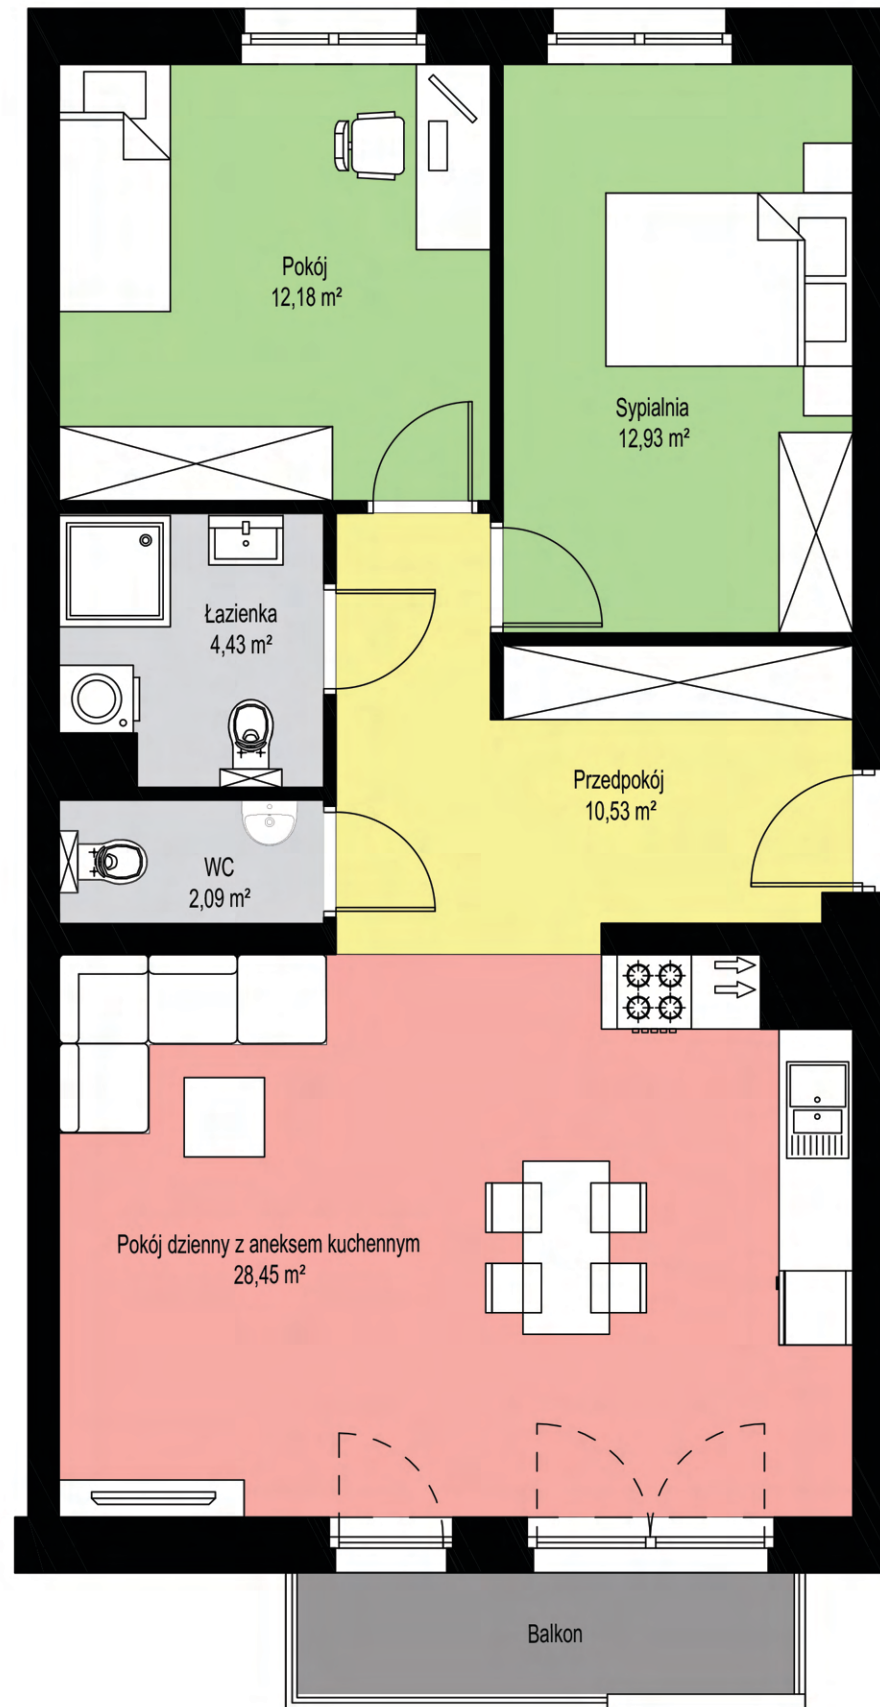 Pokój
12,18 m²
Sypialnia
12,93 m²
Łazienka
4,43 m²
Przedpokój
10,53 m²
WC
2,09 m²
Pokój dzienny z aneksem kuchennym
28,45 m²
Balkon